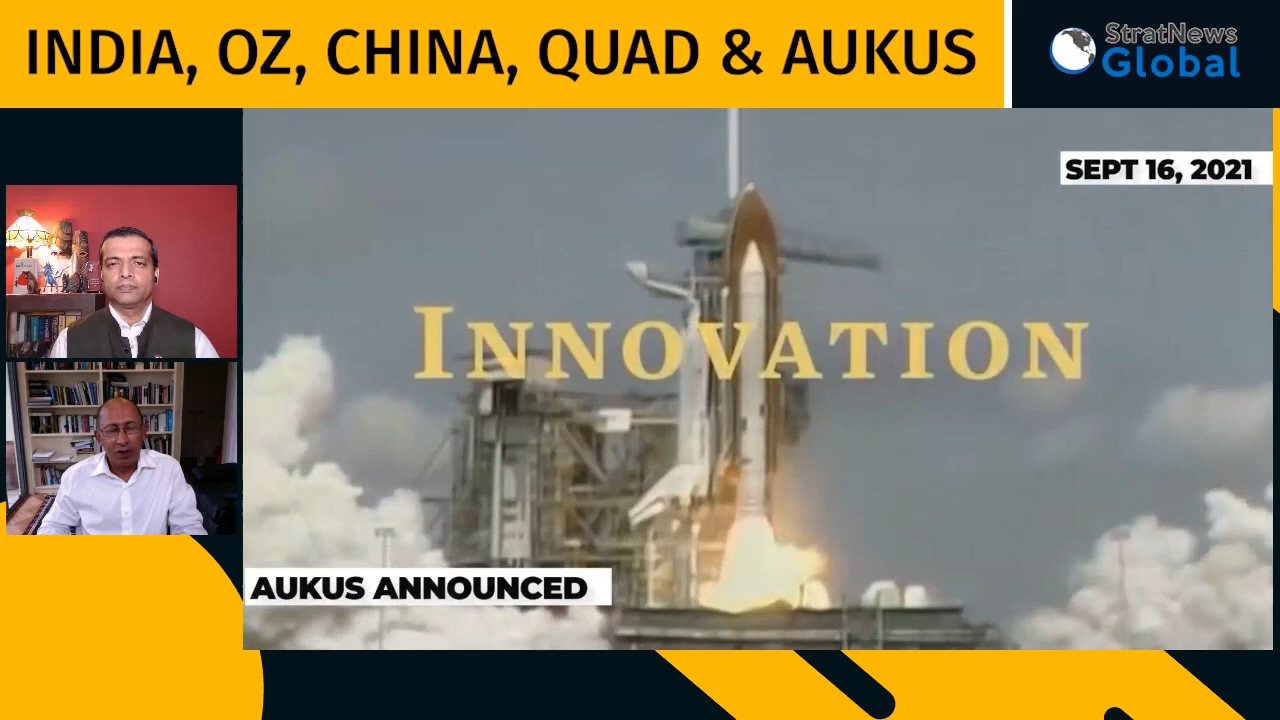 INDIA, OZ, CHINA, QUAD & AUKUS
StratNews
Global
SEPT 16, 2021
INNOVATION
AUKUS ANNOUNCED